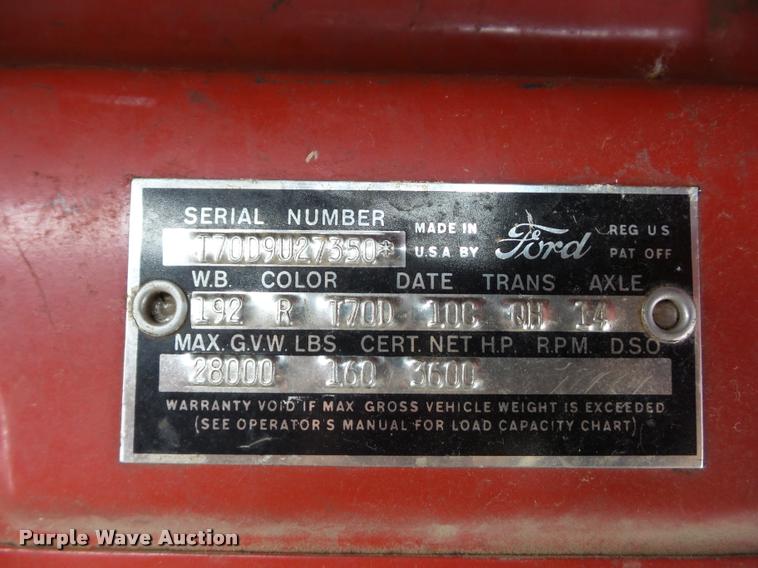 SERIAL NUMBER
MADE IN
U.S.A BY
Ford
REG US
PAT OFF
T70D9U27350*
W.B. COLOR DATE TRANS AXLE
192 R T70D 10C QH 14
MAX. G.V.W. LBS. CERT. NET H.P. R.P.M. D.S.O.
28000 160 3600
WARRANTY VOID IF MAX GROSS VEHICLE WEIGHT IS EXCEEDED
(SEE OPERATOR'S MANUAL FOR LOAD CAPACITY CHART)
Purple Wave Auction